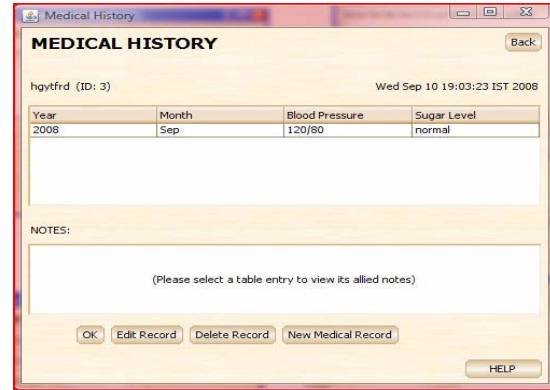 Medical History
MEDICAL HISTORY Back
hgytfrd (ID: 3) Wed Sep 10 19:03:23 IST 2008
Year Month Blood Pressure Sugar Level
2008 Sep 120/80 normal
NOTES:
(Please select a table entry to view its allied notes)
OK Edit Record Delete Record New Medical Record
HELP